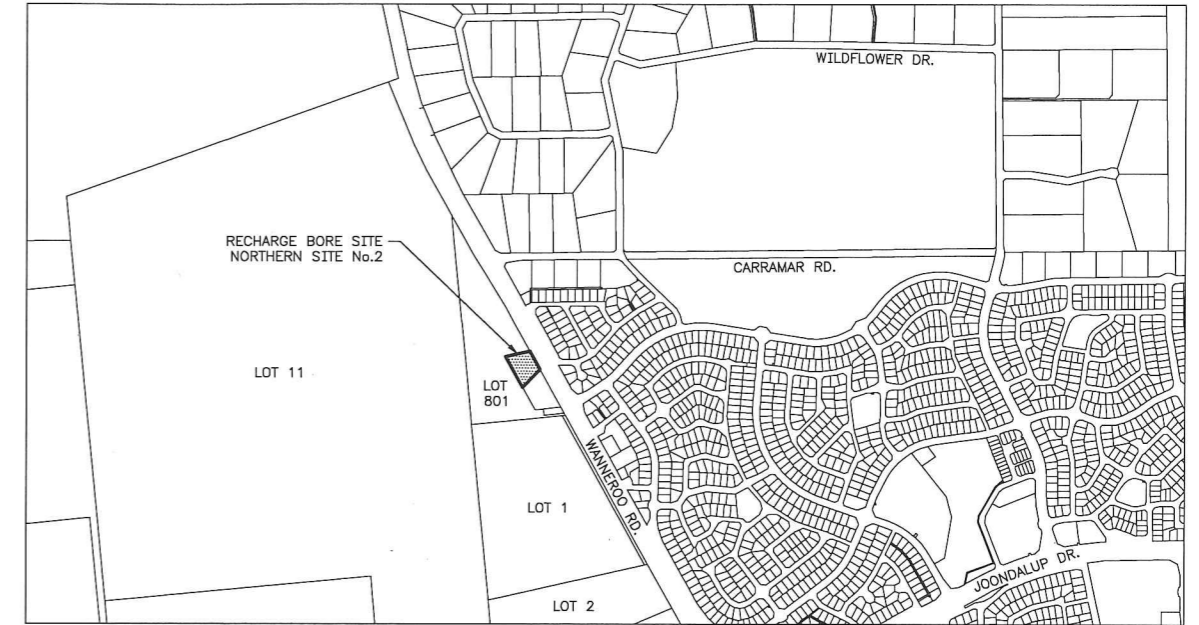 WILDFLOWER DR.
RECHARGE BORE SITE
NORTHERN SITE No.2
CARRAMAR RD.
LOT 11
LOT
801
WANNEROO RD.
LOT 1
JOONDALUP DR.
LOT 2